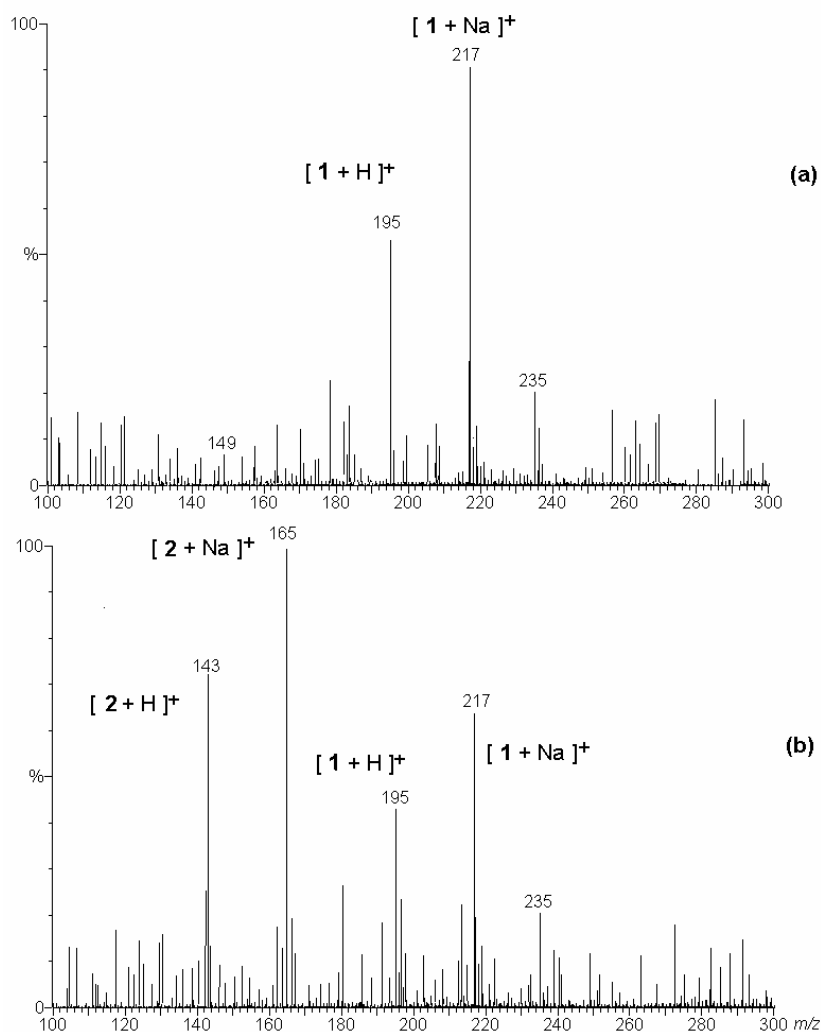 100
[ 1 + Na ]+
217
[ 1 + H ]+
(a)
195
%
235
149
0
100 120 140 160 180 200 220 240 260 280 300
165
100
[ 2 + Na ]+
143
217
[ 2 + H ]+
[ 1 + H ]+
[ 1 + Na ]+
(b)
%
195
235
0
100 120 140 160 180 200 220 240 260 280 300 m/z